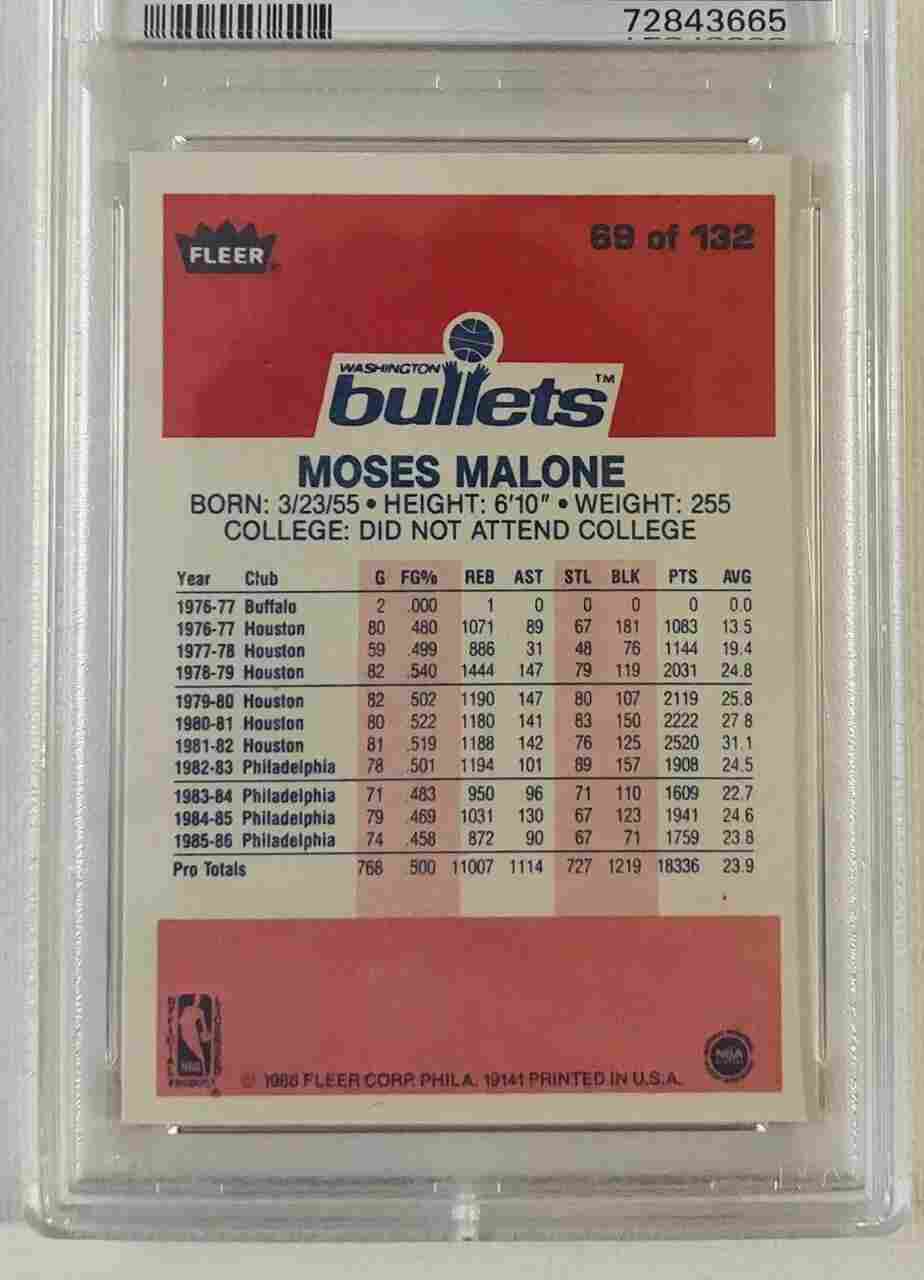 72843665
FLEER
69 of 132
WASHINGTON
bullets™
MOSES MALONE
BORN: 3/23/55 • HEIGHT: 6'10" • WEIGHT: 255
COLLEGE: DID NOT ATTEND COLLEGE
Year Club G FG% REB AST STL BLK PTS AVG
1976-77 Buffalo 2 .000 1 0 0 0 0 0.0
1976-77 Houston 80 .480 1071 89 67 181 1083 13.5
1977-78 Houston 59 .499 886 31 48 76 1144 19.4
1978-79 Houston 82 .540 1444 147 79 119 2031 24.8
1979-80 Houston 82 .502 1190 147 80 107 2119 25.8
1980-81 Houston 80 .522 1180 141 83 150 2222 27.8
1981-82 Houston 81 .519 1188 142 76 125 2520 31.1
1982-83 Philadelphia 78 .501 1194 101 89 157 1908 24.5
1983-84 Philadelphia 71 .483 950 96 71 110 1609 22.7
1984-85 Philadelphia 79 .469 1031 130 67 123 1941 24.6
1985-86 Philadelphia 74 .458 872 90 67 71 1759 23.8
Pro Totals 768 .500 11007 1114 727 1219 18336 23.9
OFFICIAL LICENSED
NBA
PRODUCT
© 1986 FLEER CORP. PHILA. 19141 PRINTED IN U.S.A.